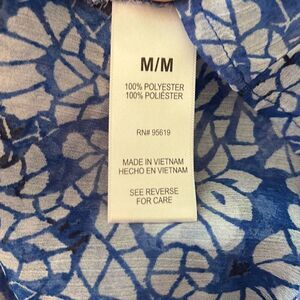 M/M
100% POLYESTER
100% POLIÉSTER
RN# 95619
MADE IN VIETNAM
HECHO EN VIETNAM
SEE REVERSE
FOR CARE